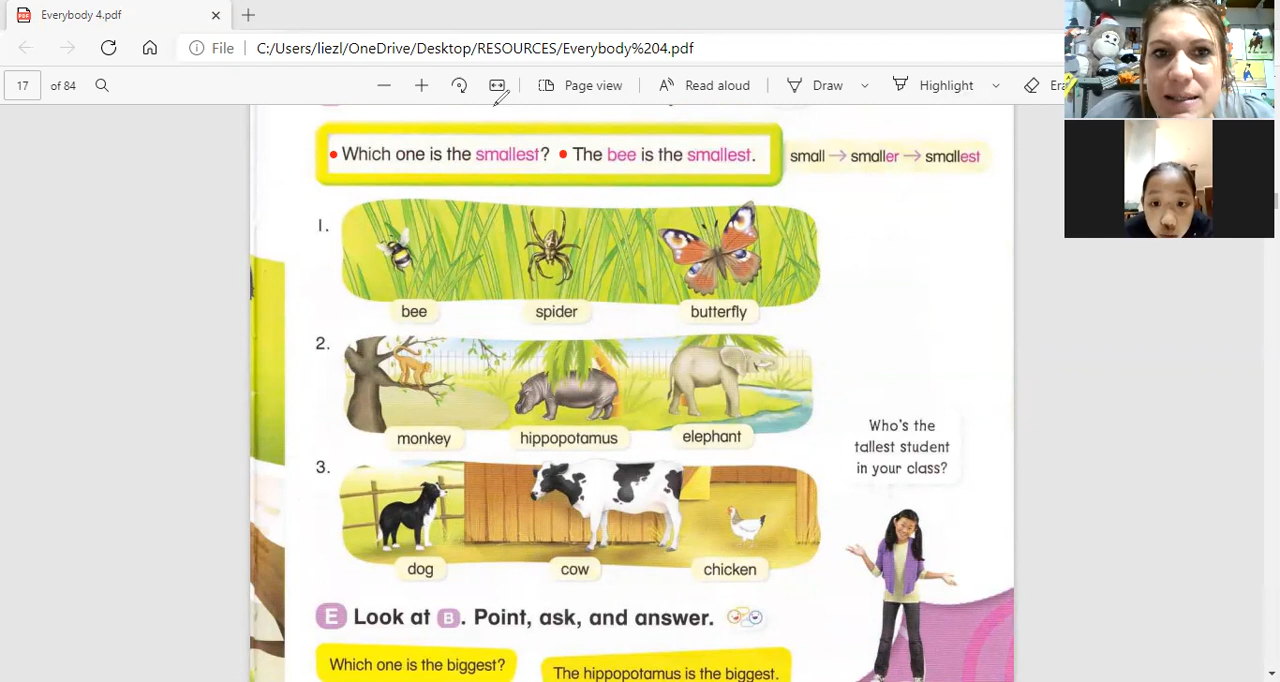 Everybody 4.pdf
File
C:/Users/liezl/OneDrive/Desktop/RESOURCES/Everybody%204.pdf
17 of 84
Page view
Read aloud
Draw
Highlight
Which one is the smallest? The bee is the smallest.
small → smaller → smallest
1.
bee
spider
butterfly
2.
monkey
hippopotamus
elephant
3.
dog
cow
chicken
Who's the
tallest student
in your class?
E Look at B. Point, ask, and answer.
Which one is the biggest?
The hippopotamus is the biggest.